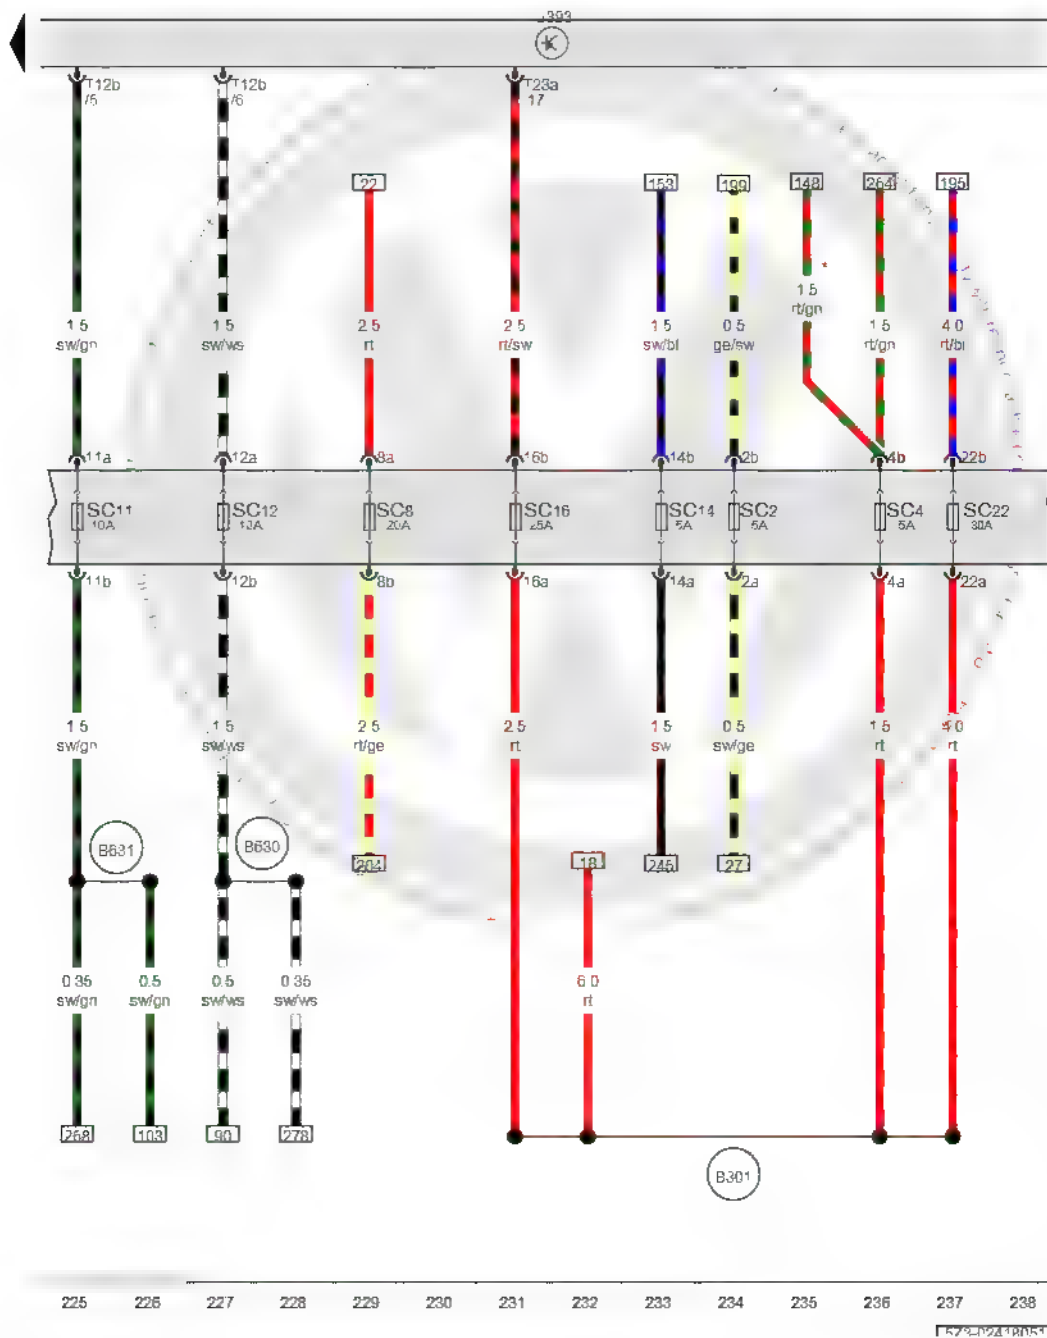 J393
T12b
/5
T12b
/6
T23a
17
22
153
199
148
264
195
1.5
rt/gn
1 5
sw/gn
1 5
sw/ws
2 5
rt
2 5
rt/sw
1 5
sw/bl
0 5
ge/sw
1 5
rt/gn
4 0
rt/bl
11a
12a
8a
16b
14b
2b
4b
22b
SC11
10A
SC12
10A
SC8
20A
SC16
25A
SC14
5A
SC2
5A
SC4
5A
SC22
30A
11b
12b
8b
16a
14a
2a
4a
22a
1 5
sw/gn
1 5
sw/ws
2 5
rt/ge
2 5
rt
1 5
sw
0 5
sw/ge
1 5
rt
4 0
rt
B631
B630
204
18
245
27
0 35
sw/gn
0.5
sw/gn
0.5
sw/ws
0 35
sw/ws
6 0
rt
268
103
90
278
B301
225 226 227 228 229 230 231 232 233 234 235 236 237 238